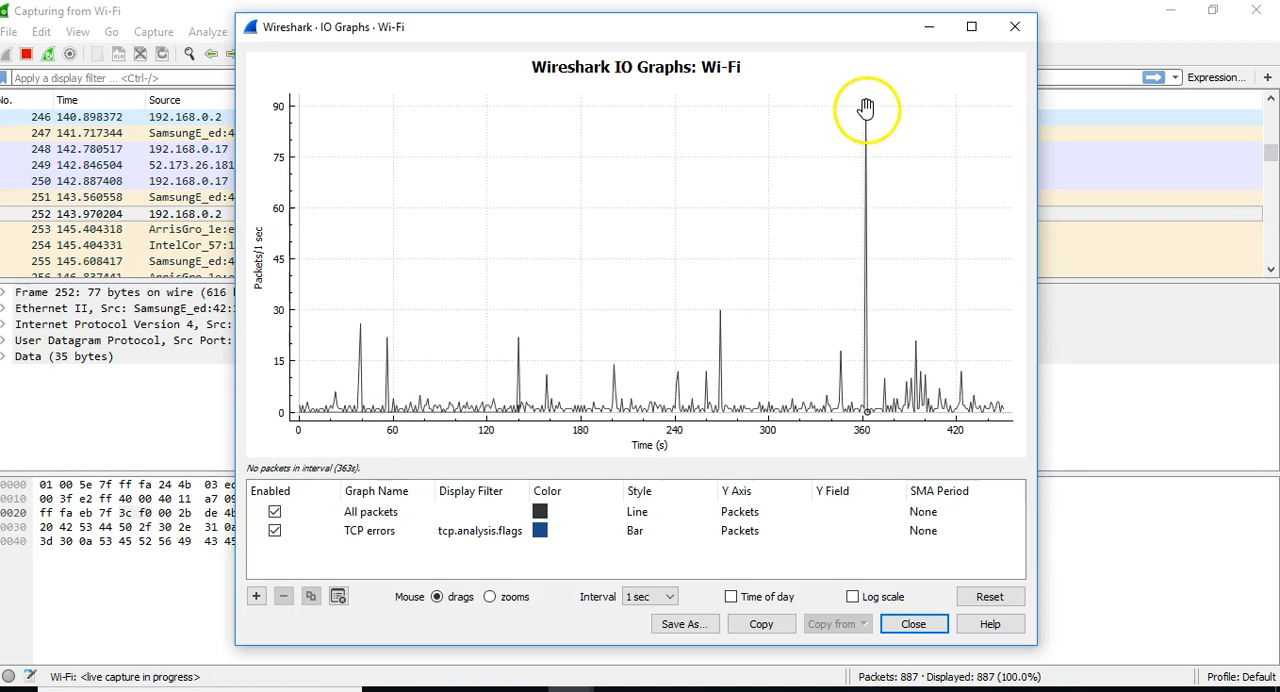 Capturing from Wi-Fi
Wireshark · IO Graphs · Wi-Fi
File Edit View Go Capture Analyze
Apply a display filter ... <Ctrl-/>
Expression... +
No. Time Source
246 140.898372 192.168.0.2
247 141.717344 SamsungE_ed:4
248 142.780517 192.168.0.17
249 142.846504 52.173.26.181
250 142.887408 192.168.0.17
251 143.560558 SamsungE_ed:4
252 143.970204 192.168.0.2
253 145.404318 ArrisGro_1e:e
254 145.404331 IntelCor_57:1
255 145.608417 SamsungE_ed:4
256 146.837441 ArrisGro_1e:e
Frame 252: 77 bytes on wire (616 b
Ethernet II, Src: SamsungE_ed:42:
Internet Protocol Version 4, Src:
User Datagram Protocol, Src Port:
Data (35 bytes)
0000 01 00 5e 7f ff fa 24 4b 03 ed
0010 00 3f e2 ff 40 00 40 11 a7 09
0020 ff fa eb 7f 3c f0 00 2b de 4b
0030 20 42 53 44 50 2f 30 2e 31 0a
0040 3d 30 0a 53 45 52 56 49 43 45
Wireshark IO Graphs: Wi-Fi
Packets/1 sec
90
75
60
45
30
15
0
0 60 120 180 240 300 360 420
Time (s)
No packets in interval (363s).
Enabled Graph Name Display Filter Color Style Y Axis Y Field SMA Period
All packets Line Packets None
TCP errors tcp.analysis.flags Bar Packets None
Mouse drags zooms Interval 1 sec Time of day Log scale Reset
Save As... Copy Copy from Close Help
Wi-Fi: <live capture in progress>
Packets: 887 · Displayed: 887 (100.0%)
Profile: Default